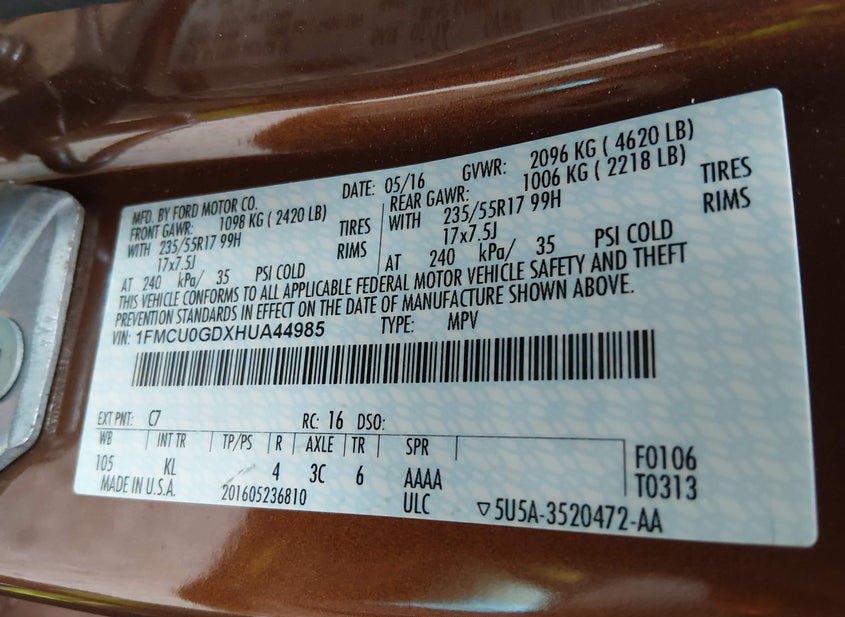 MFD. BY FORD MOTOR CO. DATE: 05/16 GVWR: 2096 KG ( 4620 LB)
FRONT GAWR: 1098 KG ( 2420 LB) REAR GAWR: 1006 KG ( 2218 LB)
WITH 235/55R17 99H TIRES WITH 235/55R17 99H TIRES
17x7.5J RIMS 17x7.5J RIMS
AT 240 kPa/ 35 PSI COLD AT 240 kPa/ 35 PSI COLD
THIS VEHICLE CONFORMS TO ALL APPLICABLE FEDERAL MOTOR VEHICLE SAFETY AND THEFT
PREVENTION STANDARDS IN EFFECT ON THE DATE OF MANUFACTURE SHOWN ABOVE.
VIN: 1FMCU0GDXHUA44985 TYPE: MPV
EXT PNT: C7 RC: 16 DSO:
WB INT TR TP/PS R AXLE TR SPR
105 KL 4 3C 6 AAAA F0106
MADE IN U.S.A. 201605236810 ULC T0313
▽5U5A-3520472-AA